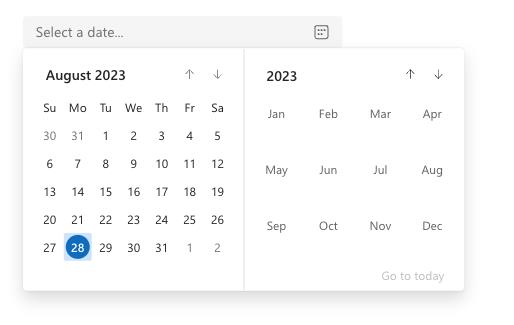 Select a date...
August 2023
Su Mo Tu We Th Fr Sa
30 31 1 2 3 4 5
6 7 8 9 10 11 12
13 14 15 16 17 18 19
20 21 22 23 24 25 26
27 28 29 30 31 1 2
2023
Jan Feb Mar Apr
May Jun Jul Aug
Sep Oct Nov Dec
Go to today